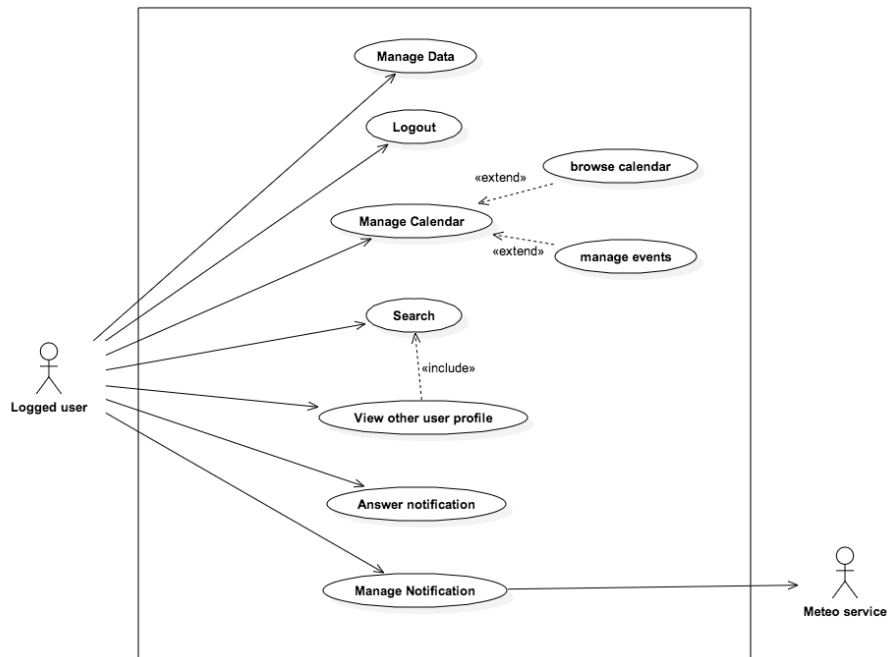 Manage Data
Logout
browse calendar
«extend»
Manage Calendar
«extend»
manage events
Search
«include»
Logged user
View other user profile
Answer notification
Manage Notification
Meteo service